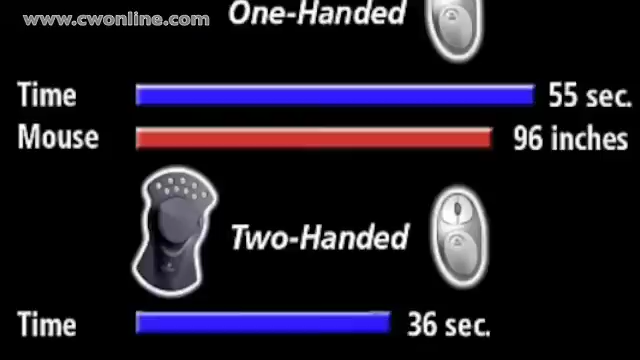 www.cwonline.com
One-Handed
Time 55 sec.
Mouse 96 inches
Two-Handed
Time 36 sec.